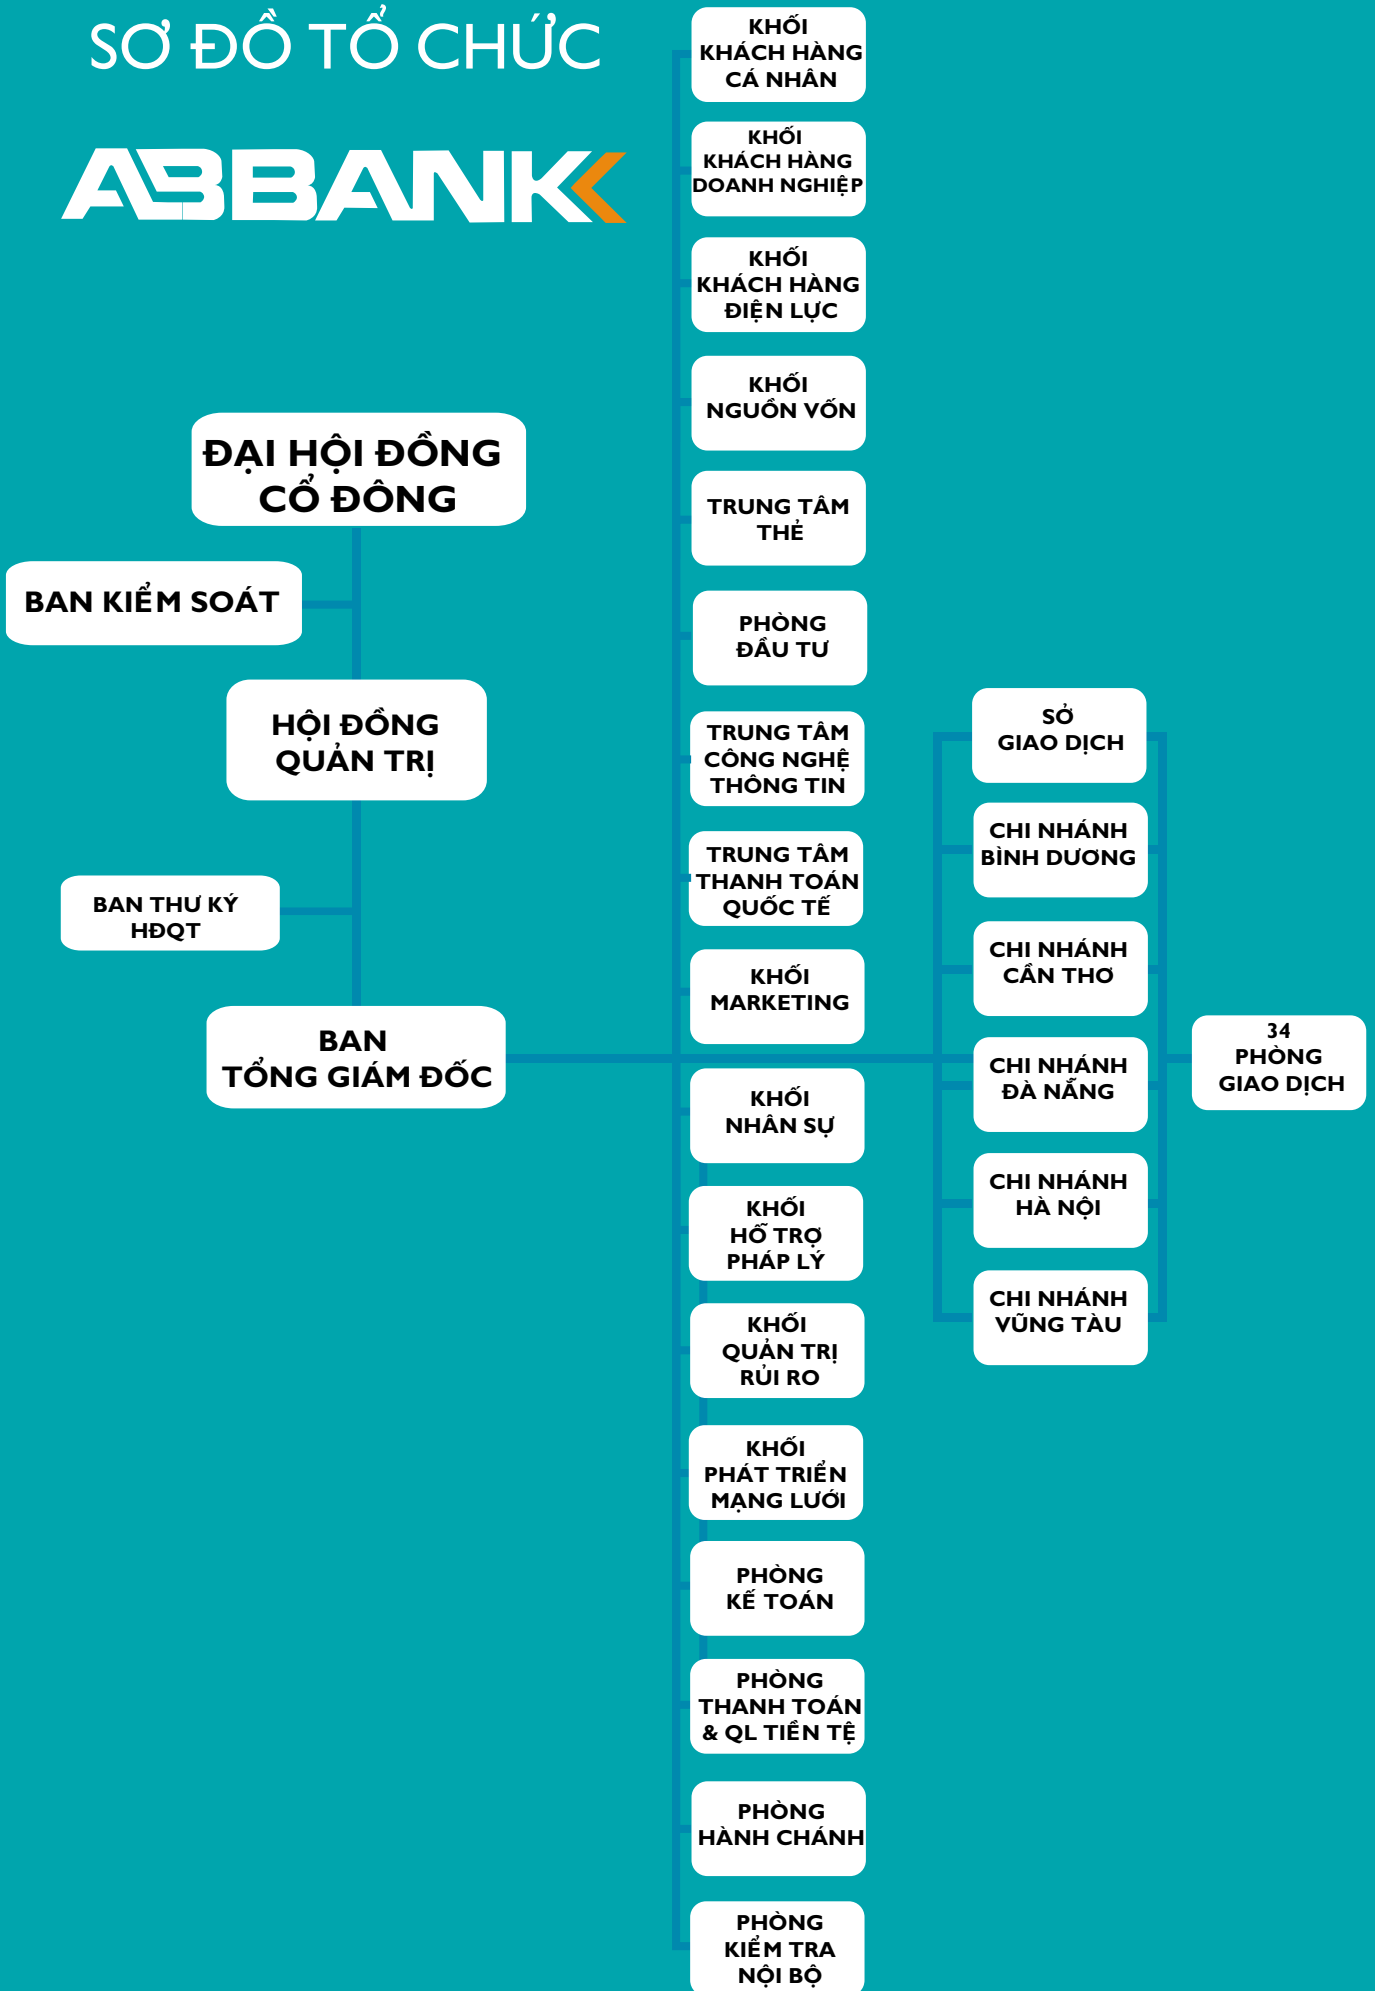 SƠ ĐỒ TỔ CHỨC
ABBANK
ĐẠI HỘI ĐỒNG
CỔ ĐÔNG
BAN KIỂM SOÁT
HỘI ĐỒNG
QUẢN TRỊ
BAN THƯ KÝ
HĐQT
BAN
TỔNG GIÁM ĐỐC
KHỐI
KHÁCH HÀNG
CÁ NHÂN
KHỐI
KHÁCH HÀNG
DOANH NGHIỆP
KHỐI
KHÁCH HÀNG
ĐIỆN LỰC
KHỐI
NGUỒN VỐN
TRUNG TÂM
THẺ
PHÒNG
ĐẦU TƯ
TRUNG TÂM
CÔNG NGHỆ
THÔNG TIN
TRUNG TÂM
THANH TOÁN
QUỐC TẾ
KHỐI
MARKETING
KHỐI
NHÂN SỰ
KHỐI
HỖ TRỢ
PHÁP LÝ
KHỐI
QUẢN TRỊ
RỦI RO
KHỐI
PHÁT TRIỂN
MẠNG LƯỚI
PHÒNG
KẾ TOÁN
PHÒNG
THANH TOÁN
& QL TIỀN TỆ
PHÒNG
HÀNH CHÁNH
PHÒNG
KIỂM TRA
NỘI BỘ
SỞ
GIAO DỊCH
CHI NHÁNH
BÌNH DƯƠNG
CHI NHÁNH
CẦN THƠ
CHI NHÁNH
ĐÀ NẴNG
CHI NHÁNH
HÀ NỘI
CHI NHÁNH
VŨNG TÀU
34
PHÒNG
GIAO DỊCH